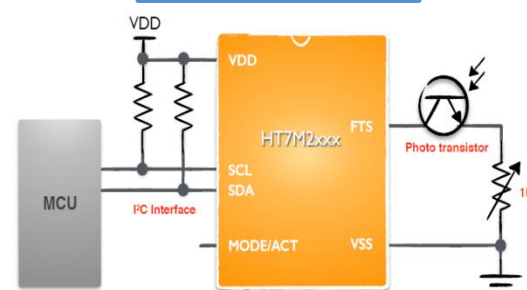 VDD
VDD
FTS
HT7M2xxx
Photo transistor
SCL
SDA
MCU
I²C Interface
MODE/ACT
VSS